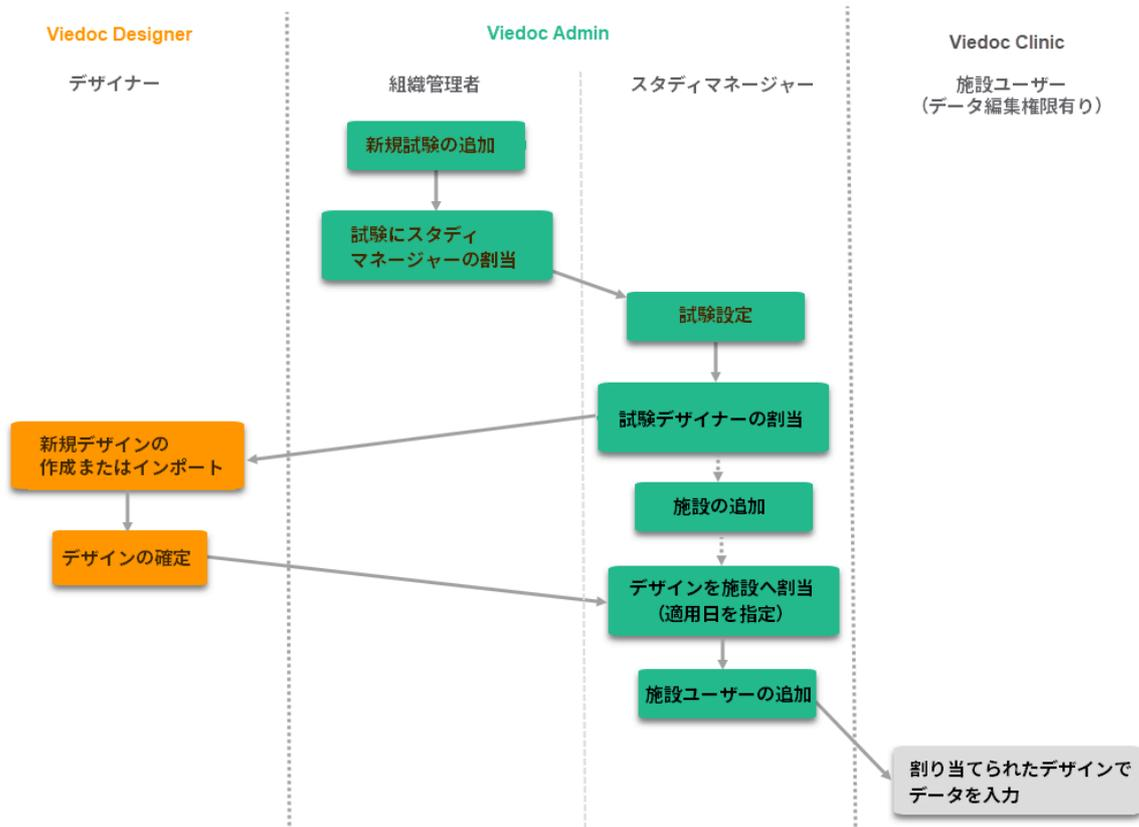 Viedoc Designer
Viedoc Admin
Viedoc Clinic
デザイナー
組織管理者
スタディマネージャー
施設ユーザー
（データ編集権限有り）
新規試験の追加
試験にスタディ
マネージャーの割当
試験設定
試験デザイナーの割当
新規デザインの
作成またはインポート
施設の追加
デザインの確定
デザインを施設へ割当
（適用日を指定）
施設ユーザーの追加
割り当てられたデザインで
データを入力